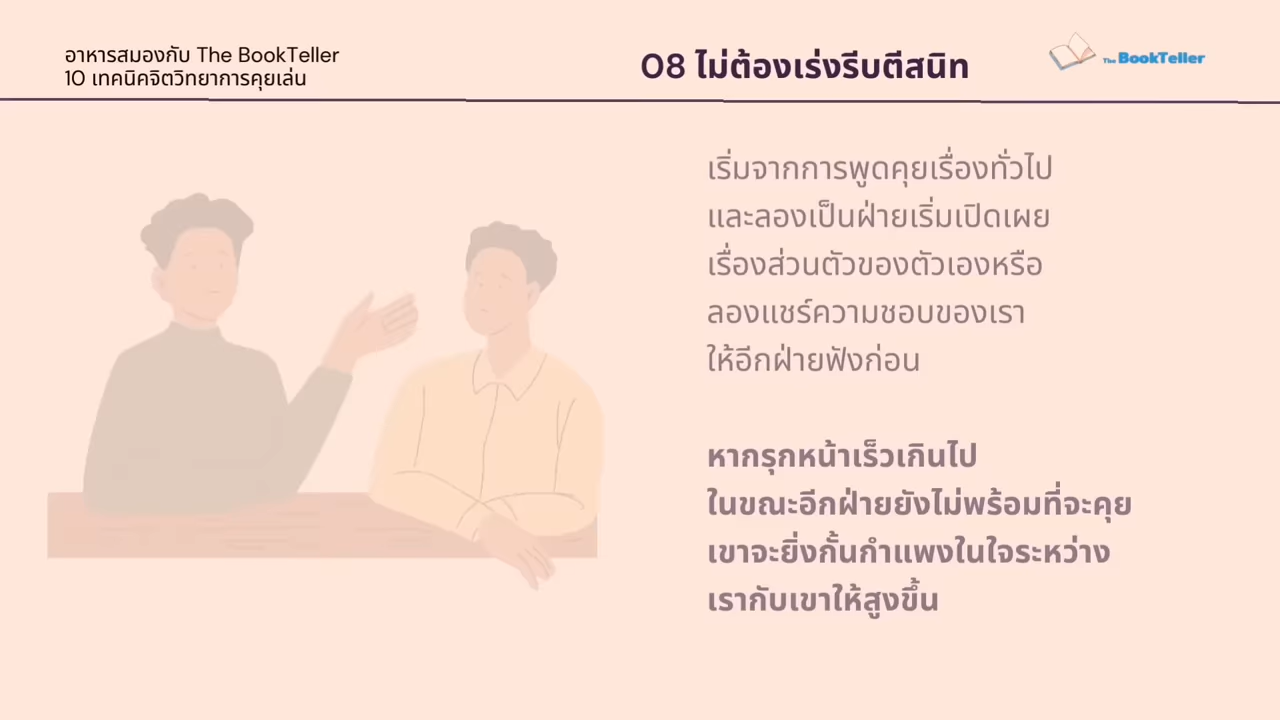 อาหารสมองกับ The BookTeller
10 เทคนิคจิตวิทยาการคุยเล่น
08 ไม่ต้องเร่งรีบตีสนิท
The BookTeller
เริ่มจากการพูดคุยเรื่องทั่วไป
และลองเป็นฝ่ายเริ่มเปิดเผย
เรื่องส่วนตัวของตัวเองหรือ
ลองแชร์ความชอบของเรา
ให้อีกฝ่ายฟังก่อน
หากรุกหน้าเร็วเกินไป
ในขณะอีกฝ่ายยังไม่พร้อมที่จะคุย
เขาจะยิ่งกั้นกำแพงในใจระหว่าง
เรากับเขาให้สูงขึ้น